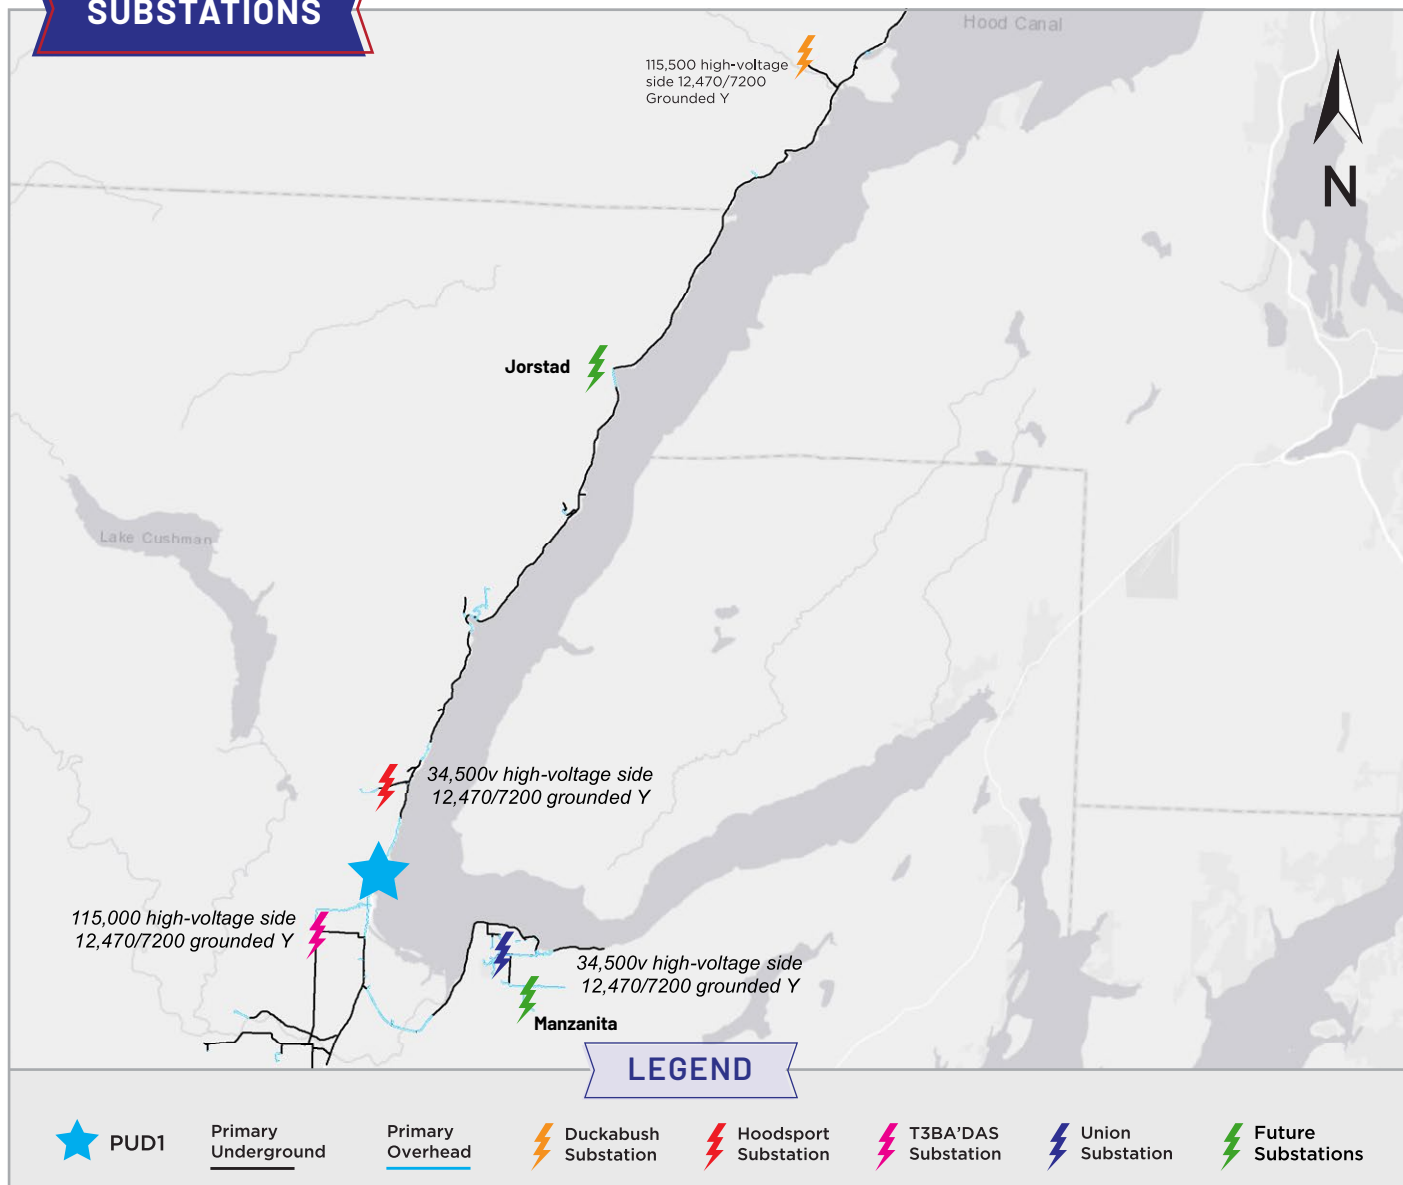 SUBSTATIONS
Hood Canal
115,500 high-voltage
side 12,470/7200
Grounded Y
N
Jorstad
Lake Cushman
34,500v high-voltage side
12,470/7200 grounded Y
115,000 high-voltage side
12,470/7200 grounded Y
34,500v high-voltage side
12,470/7200 grounded Y
Manzanita
LEGEND
PUD1
Primary
Underground
Primary
Overhead
Duckabush
Substation
Hoodsport
Substation
T3BA'DAS
Substation
Union
Substation
Future
Substations